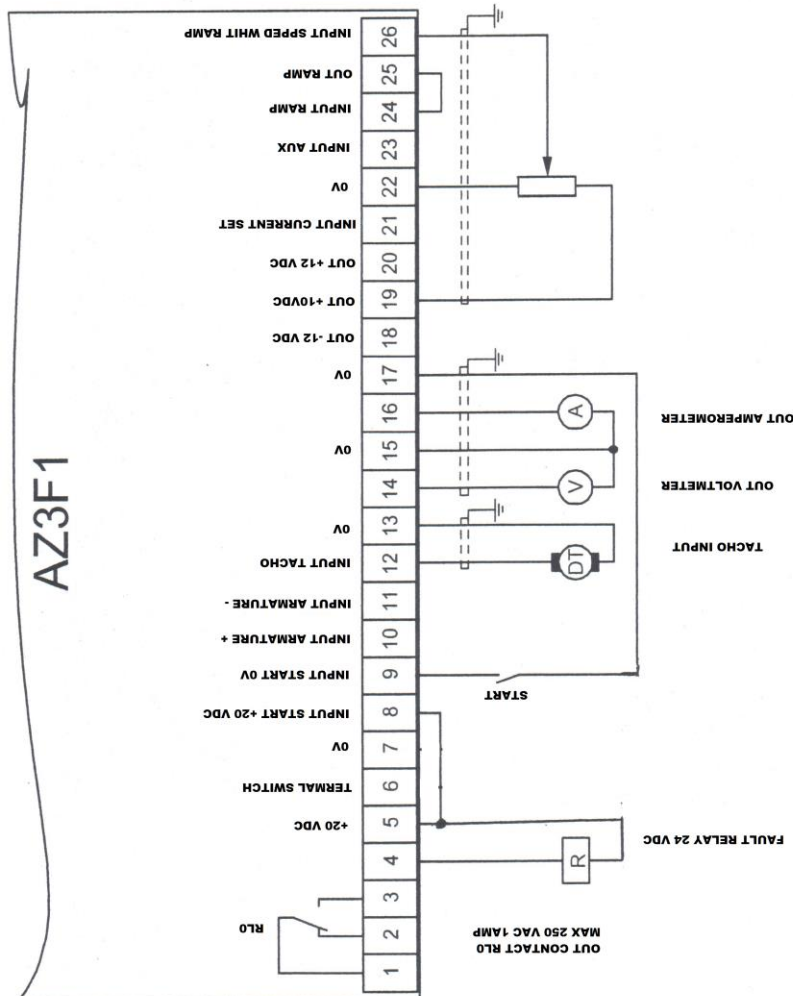 AZ3F1
26 INPUT SPPED WHIT RAMP
25 OUT RAMP
24 INPUT RAMP
23 INPUT AUX
22 0V
21 INPUT CURRENT SET
20 OUT +12 VDC
19 OUT +10VDC
18 OUT -12 VDC
17 0V
16
15 0V
14
13 0V
12 INPUT TACHO
11 INPUT ARMATURE -
10 INPUT ARMATURE +
9 INPUT START 0V
8 INPUT START +20 VDC
7 0V
6 TERMAL SWITCH
5 +20 VDC
4
3
2
1
RL0
A
OUT AMPEROMETER
V
OUT VOLTMETER
DT
TACHO INPUT
START
R
FAULT RELAY 24 VDC
OUT CONTACT RL0
MAX 250 VAC 1AMP